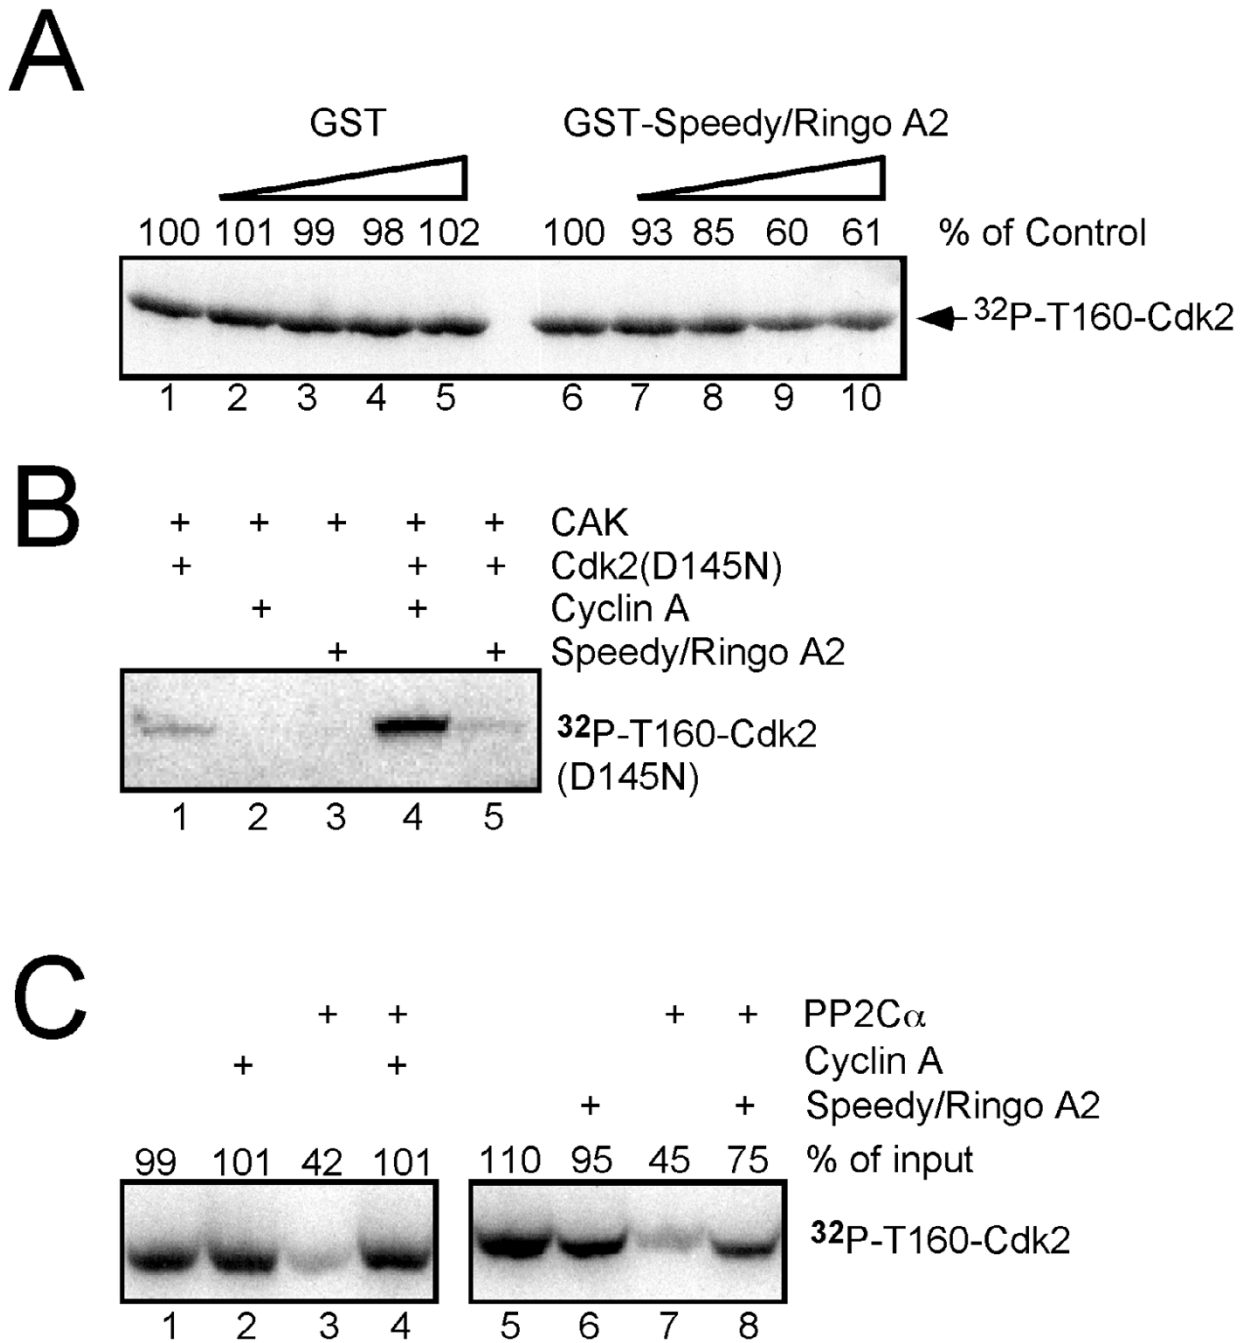 A
GST GST-Speedy/Ringo A2
100 101 99 98 102 100 93 85 60 61 % of Control
32P-T160-Cdk2
1 2 3 4 5 6 7 8 9 10
B
+ + + + + CAK
+ + + Cdk2(D145N)
+ + Cyclin A
+ + Speedy/Ringo A2
32P-T160-Cdk2
(D145N)
1 2 3 4 5
C
+ + + + PP2Cα
+ + Cyclin A
+ + Speedy/Ringo A2
99 101 42 101 110 95 45 75 % of input
32P-T160-Cdk2
1 2 3 4 5 6 7 8